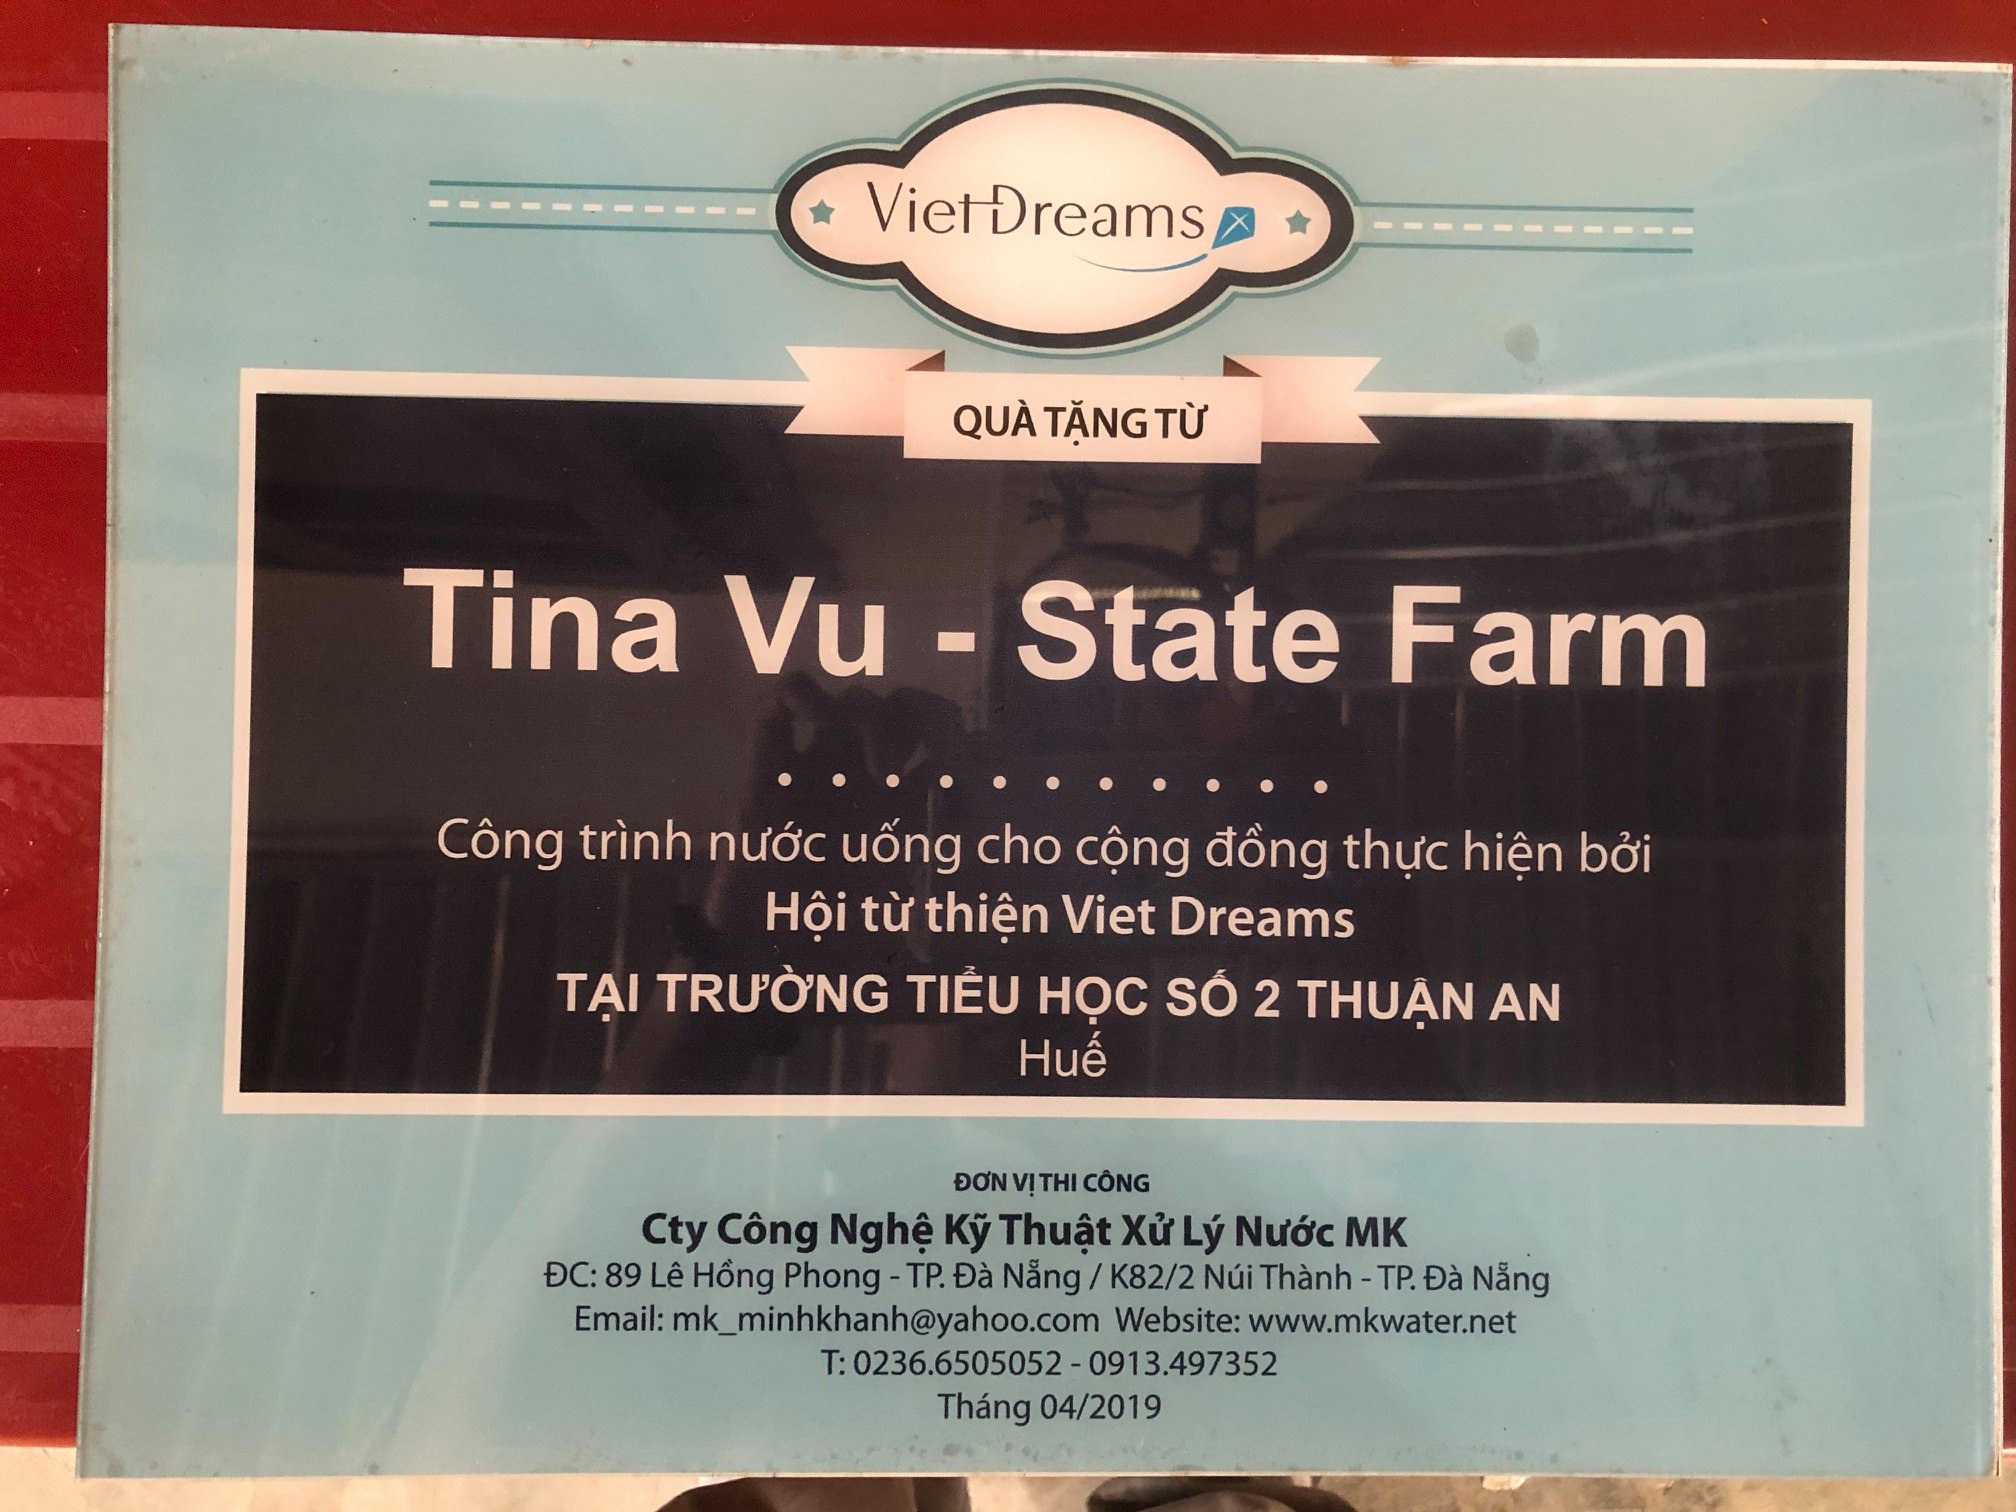 VietDreams
QUÀ TẶNG TỪ
Tina Vu - State Farm
Công trình nước uống cho cộng đồng thực hiện bởi
Hội từ thiện Viet Dreams
TẠI TRƯỜNG TIỂU HỌC SỐ 2 THUẬN AN
Huế
ĐƠN VỊ THI CÔNG
Cty Công Nghệ Kỹ Thuật Xử Lý Nước MK
ĐC: 89 Lê Hồng Phong - TP. Đà Nẵng / K82/2 Núi Thành - TP. Đà Nẵng
Email: mk_minhkhanh@yahoo.com Website: www.mkwater.net
T: 0236.6505052 - 0913.497352
Tháng 04/2019